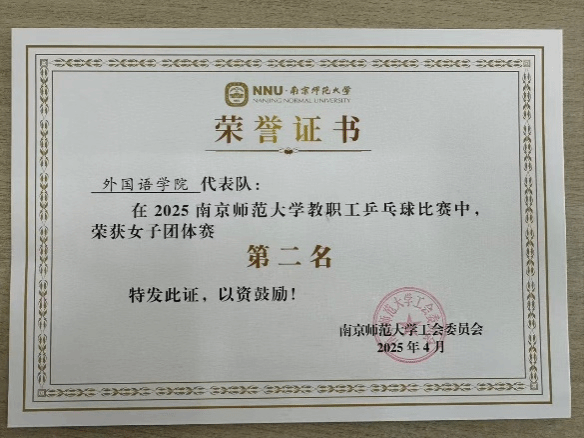 NNU·南京师范大学
NANJING NORMAL UNIVERSITY
荣誉证书
外国语学院 代表队：
在 2025 南京师范大学教职工乒乓球比赛中，
荣获女子团体赛
第二名
特发此证，以资鼓励！
南京师范大学工会委员会
2025 年 4 月